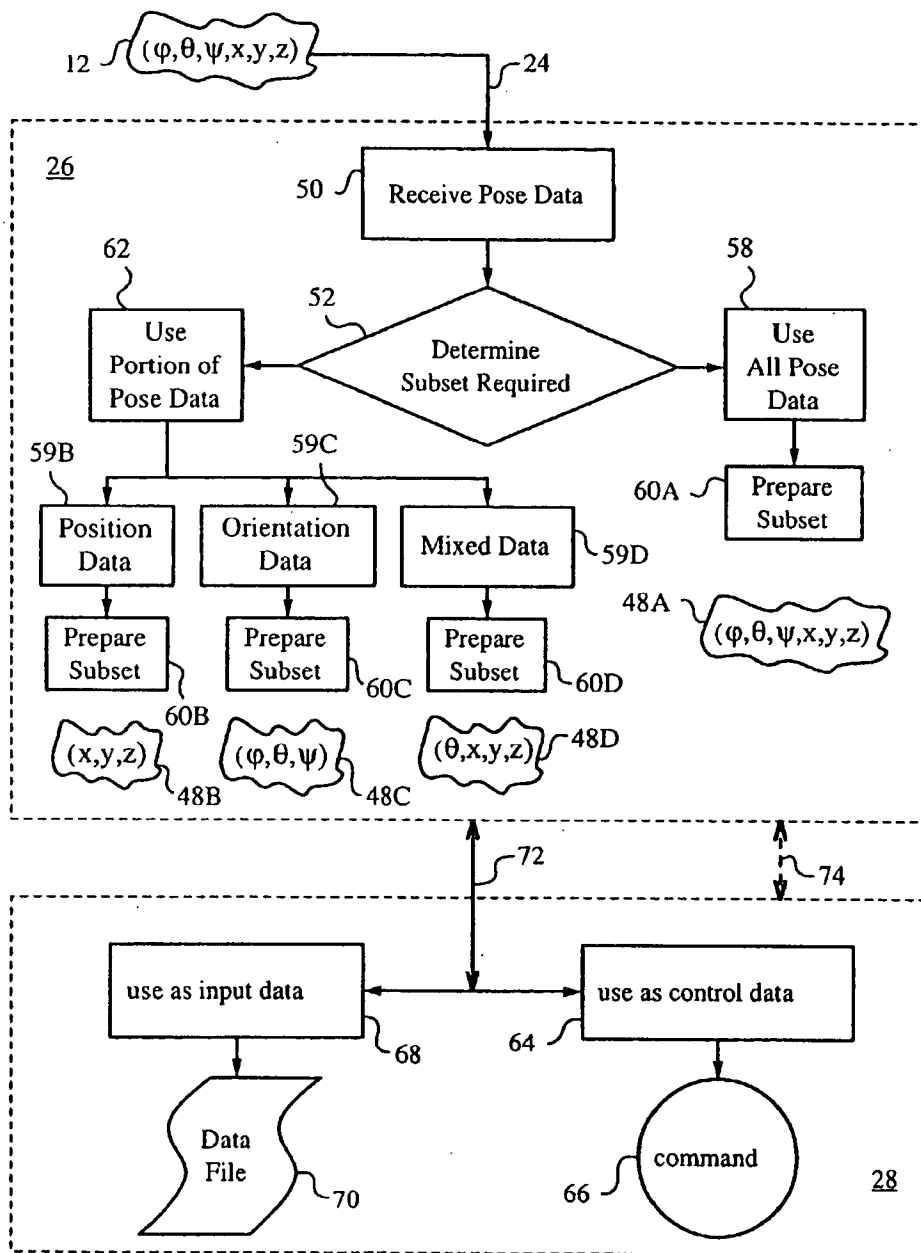 12
(φ,θ,ψ,x,y,z)
24
26
50
Receive Pose Data
62
52
58
Use
Portion of
Pose Data
Determine
Subset Required
Use
All Pose
Data
59B
59C
60A
Prepare
Subset
Position
Data
Orientation
Data
Mixed Data
59D
48A
(φ,θ,ψ,x,y,z)
Prepare
Subset
Prepare
Subset
Prepare
Subset
60B
60C
60D
(x,y,z)
48B
(φ,θ,ψ)
48C
(θ,x,y,z)
48D
72
74
use as input data
use as control data
68
64
Data
File
70
command
66
28